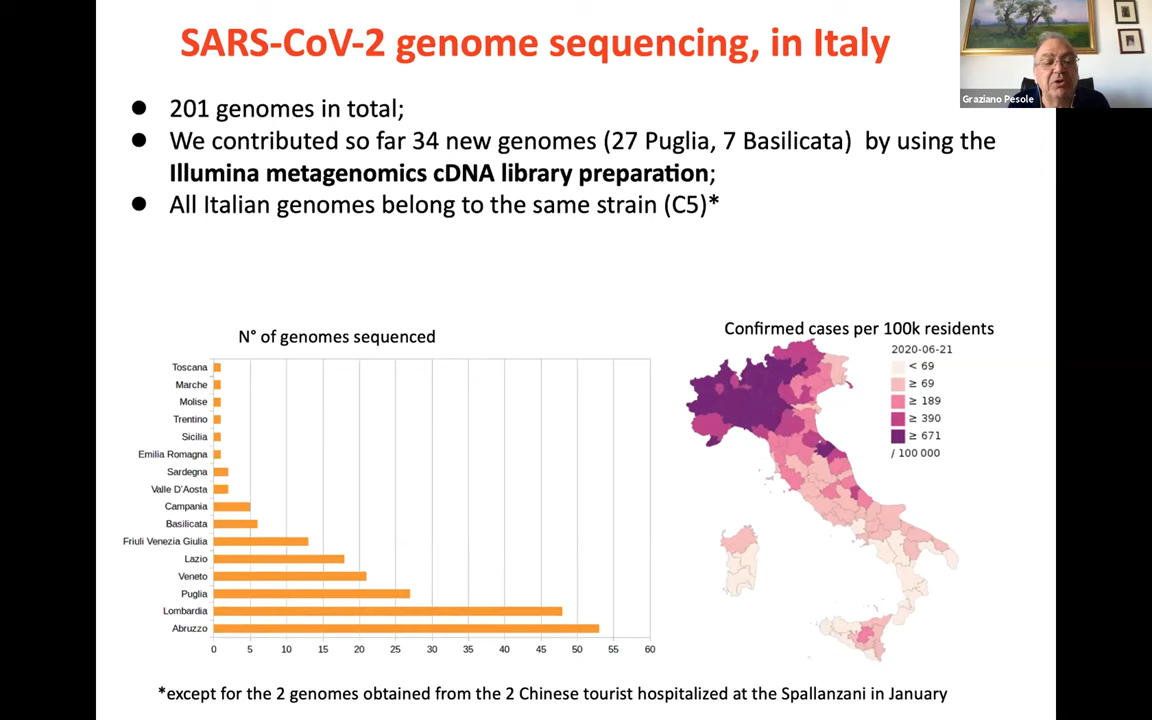 SARS-CoV-2 genome sequencing, in Italy
Graziano Pesole
● 201 genomes in total;
● We contributed so far 34 new genomes (27 Puglia, 7 Basilicata) by using the
Illumina metagenomics cDNA library preparation;
● All Italian genomes belong to the same strain (C5)*
N° of genomes sequenced
Toscana
Marche
Molise
Trentino
Sicilia
Emilia Romagna
Sardegna
Valle D'Aosta
Campania
Basilicata
Friuli Venezia Giulia
Lazio
Veneto
Puglia
Lombardia
Abruzzo
0 5 10 15 20 25 30 35 40 45 50 55 60
Confirmed cases per 100k residents
2020-06-21
< 69
≥ 69
≥ 189
≥ 390
≥ 671
/ 100 000
*except for the 2 genomes obtained from the 2 Chinese tourist hospitalized at the Spallanzani in January